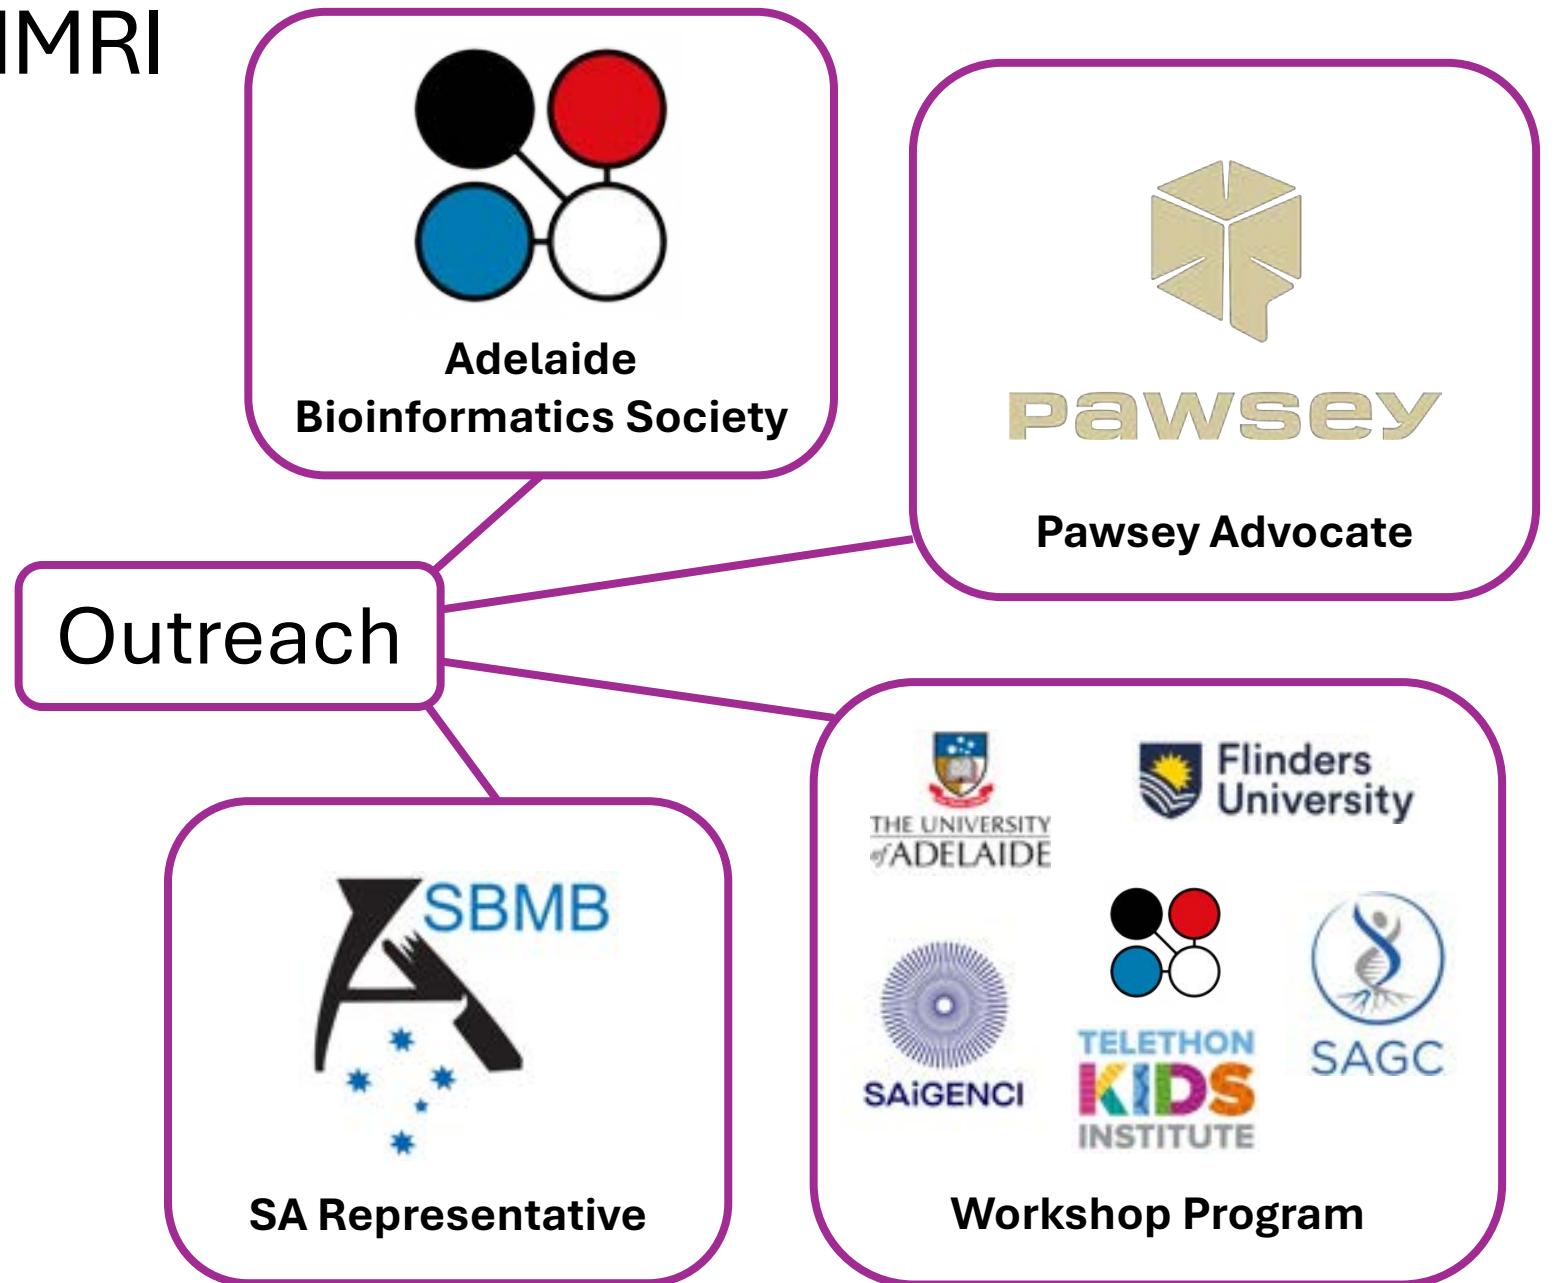 IMRI
Adelaide
Bioinformatics Society
PAWSEY
Pawsey Advocate
Outreach
SBMB
SA Representative
THE UNIVERSITY
of ADELAIDE
Flinders
University
SAiGENCI
TELETHON
KIDS
INSTITUTE
SAGC
Workshop Program